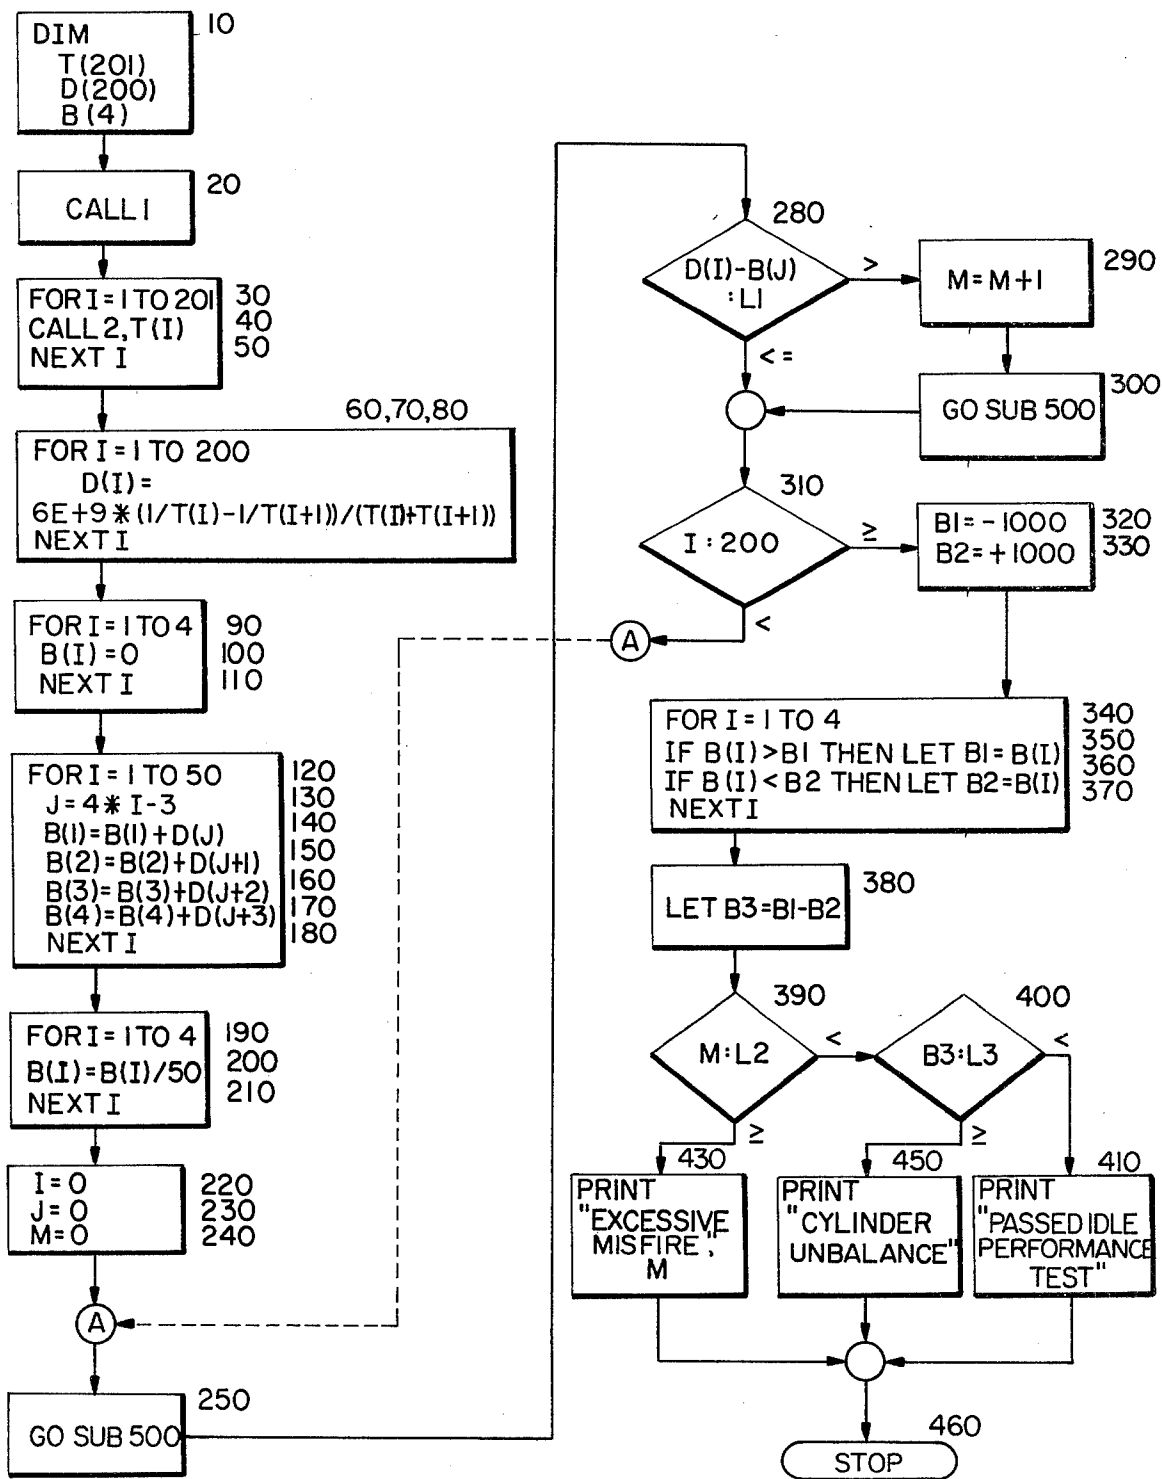 10
DIM
T(201)
D(200)
B(4)
20
CALL1
FOR I=1 TO 201
CALL 2,T(I)
NEXT I
30
40
50
60,70,80
FOR I=1 TO 200
D(I)=
6E+9*(1/T(I)-1/T(I+1))/(T(I)+T(I+1))
NEXT I
FOR I=1 TO 4
B(I)=0
NEXT I
90
100
110
FOR I=1 TO 50
J=4*I-3
B(1)=B(1)+D(J)
B(2)=B(2)+D(J+1)
B(3)=B(3)+D(J+2)
B(4)=B(4)+D(J+3)
NEXT I
120
130
140
150
160
170
180
FOR I=1 TO 4
B(I)=B(I)/50
NEXT I
190
200
210
I=0
J=0
M=0
220
230
240
A
250
GO SUB 500
280
D(I)-B(J)
:L1
>
<=
M=M+1
290
GO SUB 500
300
310
I:200
≥
<
A
B1=-1000
B2=+1000
320
330
FOR I=1 TO 4
IF B(I)>B1 THEN LET B1=B(I)
IF B(I)<B2 THEN LET B2=B(I)
NEXT I
340
350
360
370
380
LET B3=B1-B2
390
M:L2
<
≥
400
B3:L3
<
≥
430
PRINT
"EXCESSIVE
MISFIRE",
M
450
PRINT
"CYLINDER
UNBALANCE"
410
PRINT
"PASSED IDLE
PERFORMANCE
TEST"
460
STOP